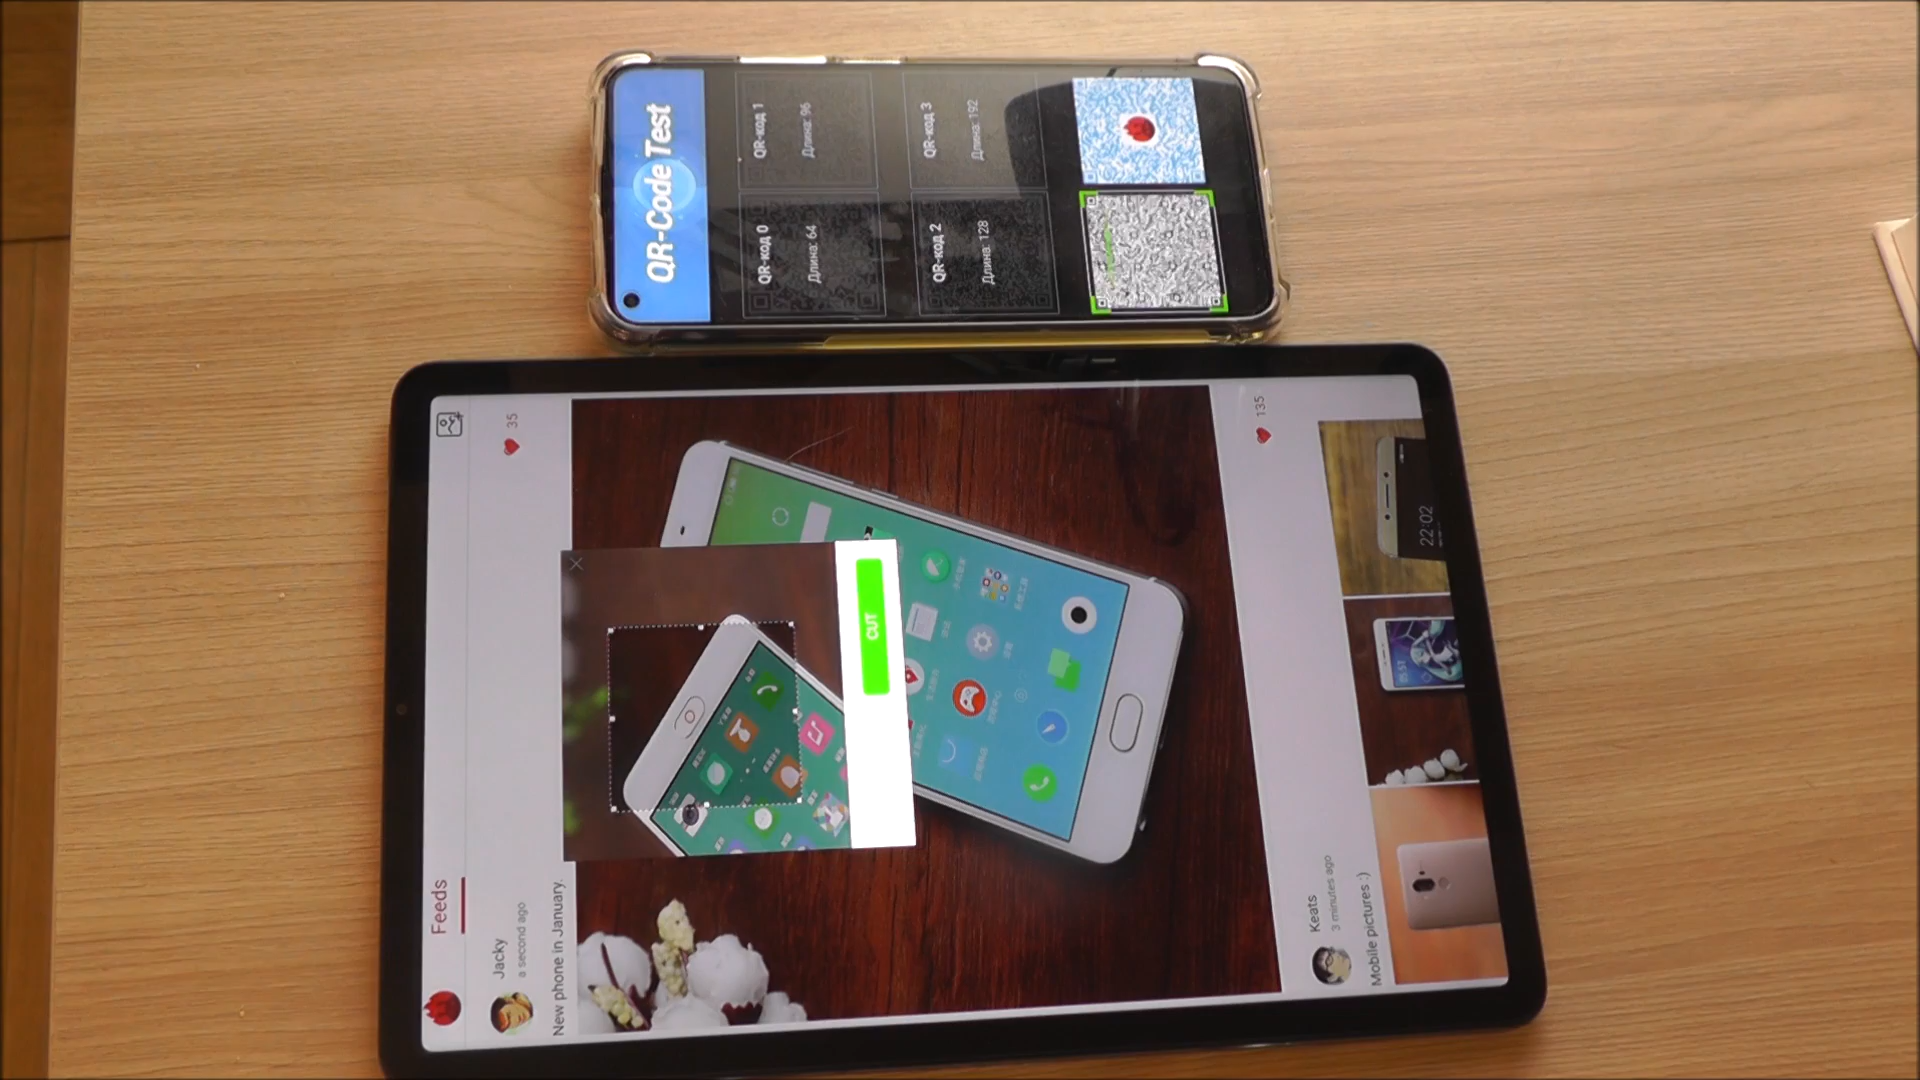 QR-Code Test
QR-код 0
Длина: 64
QR-код 1
Длина: 96
QR-код 2
Длина: 128
QR-код 3
Длина: 192
Feeds
Jacky
a second ago
35
New phone in January.
CUT
Keats
3 minutes ago
135
Mobile pictures :)
05:57
22:02